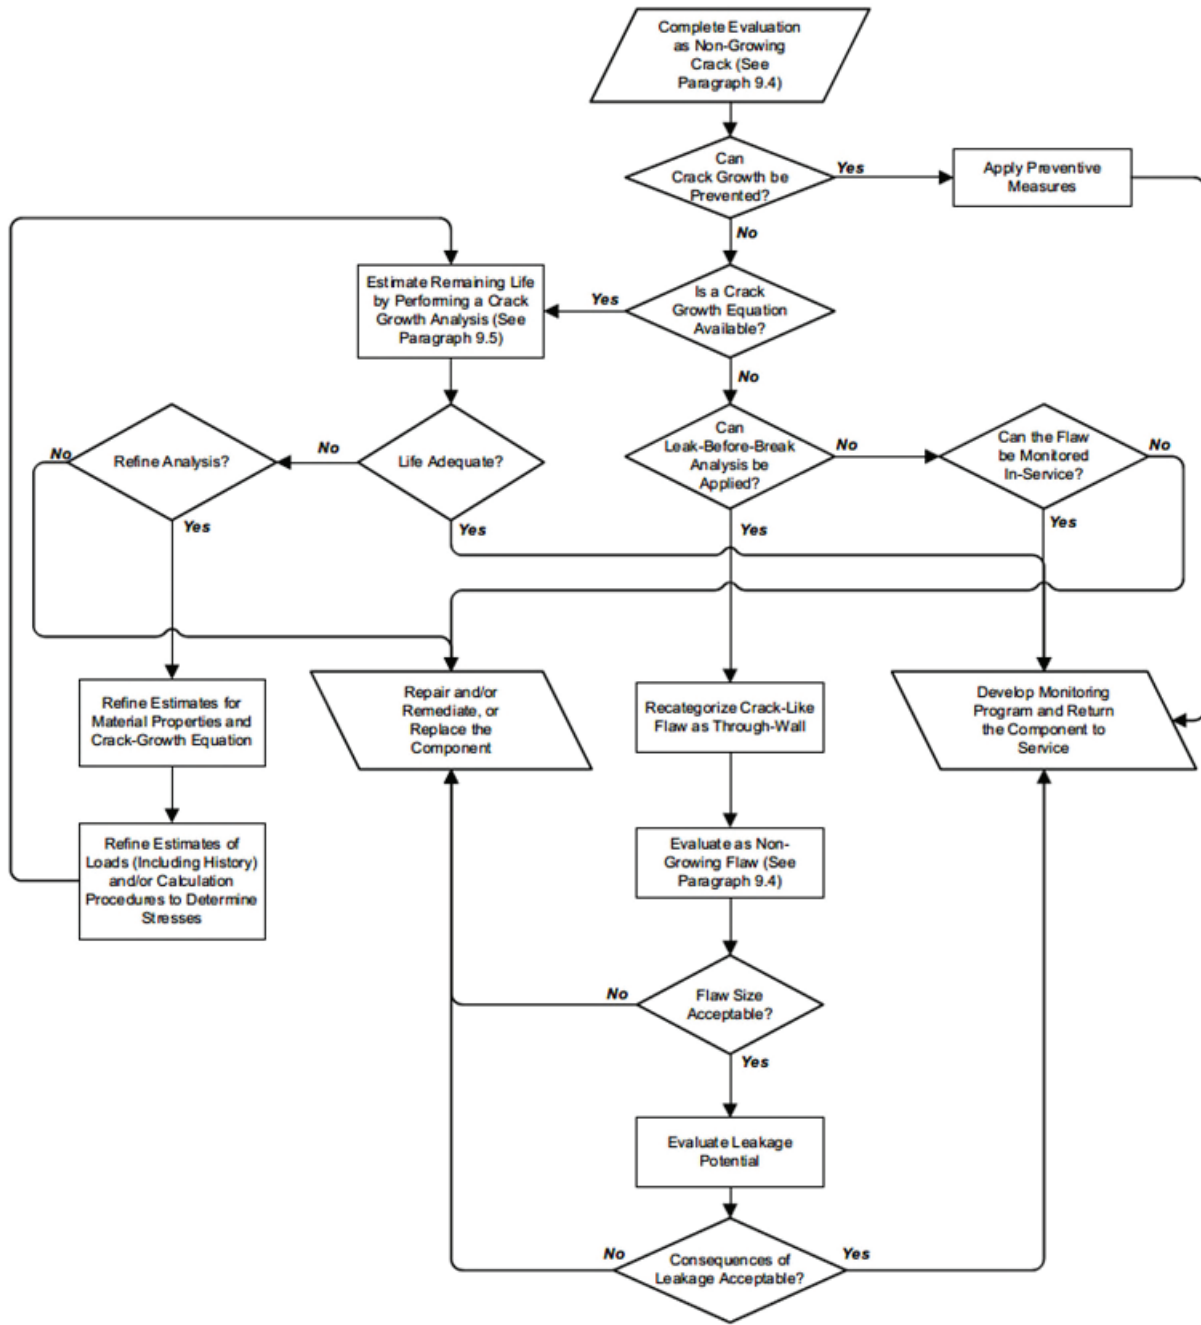 Complete Evaluation
as Non-Growing
Crack (See
Paragraph 9.4)
Can
Crack Growth be
Prevented?
Yes
Apply Preventive
Measures
No
Estimate Remaining Life
by Performing a Crack
Growth Analysis (See
Paragraph 9.5)
Yes
Is a Crack
Growth Equation
Available?
No
No
Refine Analysis?
No
Life Adequate?
Can
Leak-Before-Break
Analysis be
Applied?
No
Can the Flaw
be Monitored
In-Service?
No
Yes
Yes
Yes
Yes
Refine Estimates for
Material Properties and
Crack-Growth Equation
Repair and/or
Remediate, or
Replace the
Component
Recategorize Crack-Like
Flaw as Through-Wall
Develop Monitoring
Program and Return
the Component to
Service
Refine Estimates of
Loads (Including History)
and/or Calculation
Procedures to Determine
Stresses
Evaluate as Non-
Growing Flaw (See
Paragraph 9.4)
No
Flaw Size
Acceptable?
Yes
Evaluate Leakage
Potential
No
Consequences of
Leakage Acceptable?
Yes